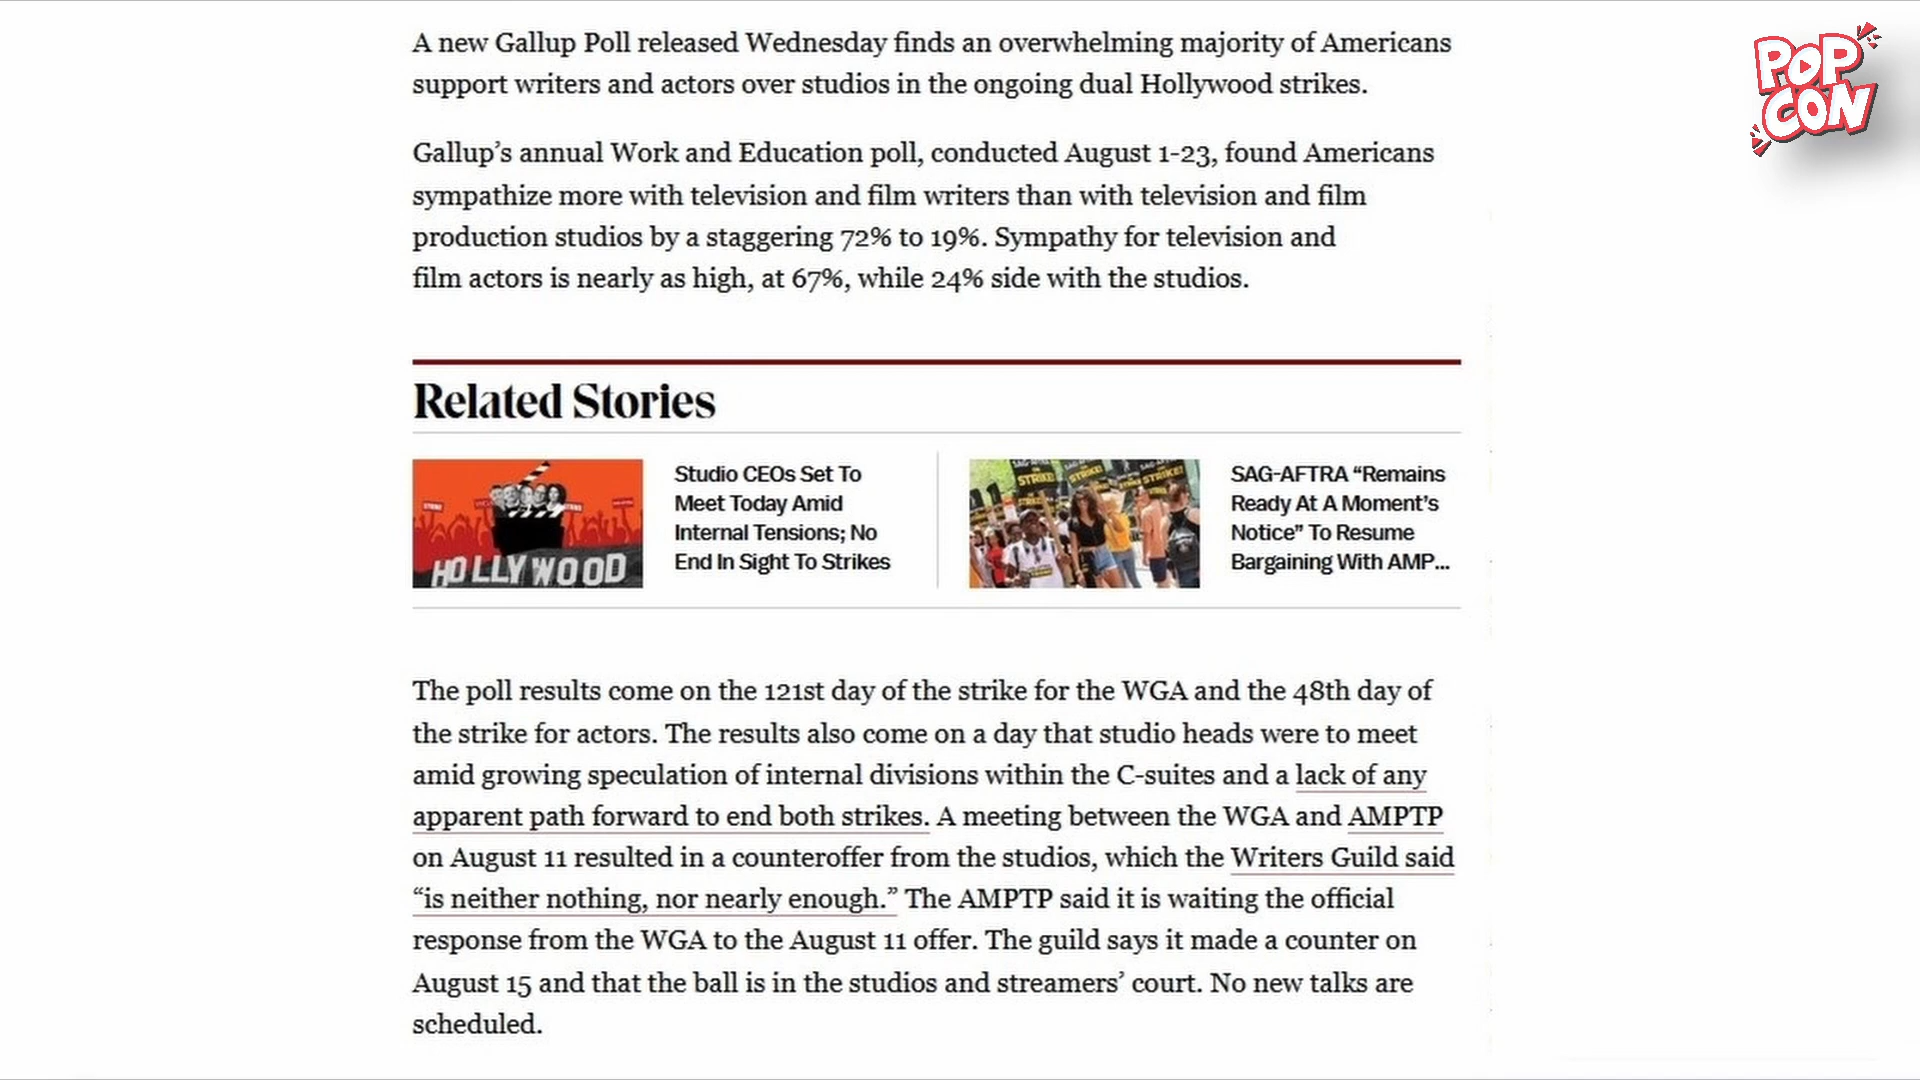 A new Gallup Poll released Wednesday finds an overwhelming majority of Americans
support writers and actors over studios in the ongoing dual Hollywood strikes.
Gallup’s annual Work and Education poll, conducted August 1-23, found Americans
sympathize more with television and film writers than with television and film
production studios by a staggering 72% to 19%. Sympathy for television and
film actors is nearly as high, at 67%, while 24% side with the studios.
Related Stories
Studio CEOs Set To
Meet Today Amid
Internal Tensions; No
End In Sight To Strikes
HOLLYWOOD
SAG-AFTRA “Remains
Ready At A Moment’s
Notice” To Resume
Bargaining With AMP...
STRIKE!
STRIKE!
STRIKE!
The poll results come on the 121st day of the strike for the WGA and the 48th day of
the strike for actors. The results also come on a day that studio heads were to meet
amid growing speculation of internal divisions within the C-suites and a lack of any
apparent path forward to end both strikes. A meeting between the WGA and AMPTP
on August 11 resulted in a counteroffer from the studios, which the Writers Guild said
“is neither nothing, nor nearly enough.” The AMPTP said it is waiting the official
response from the WGA to the August 11 offer. The guild says it made a counter on
August 15 and that the ball is in the studios and streamers’ court. No new talks are
scheduled.
POP
CON